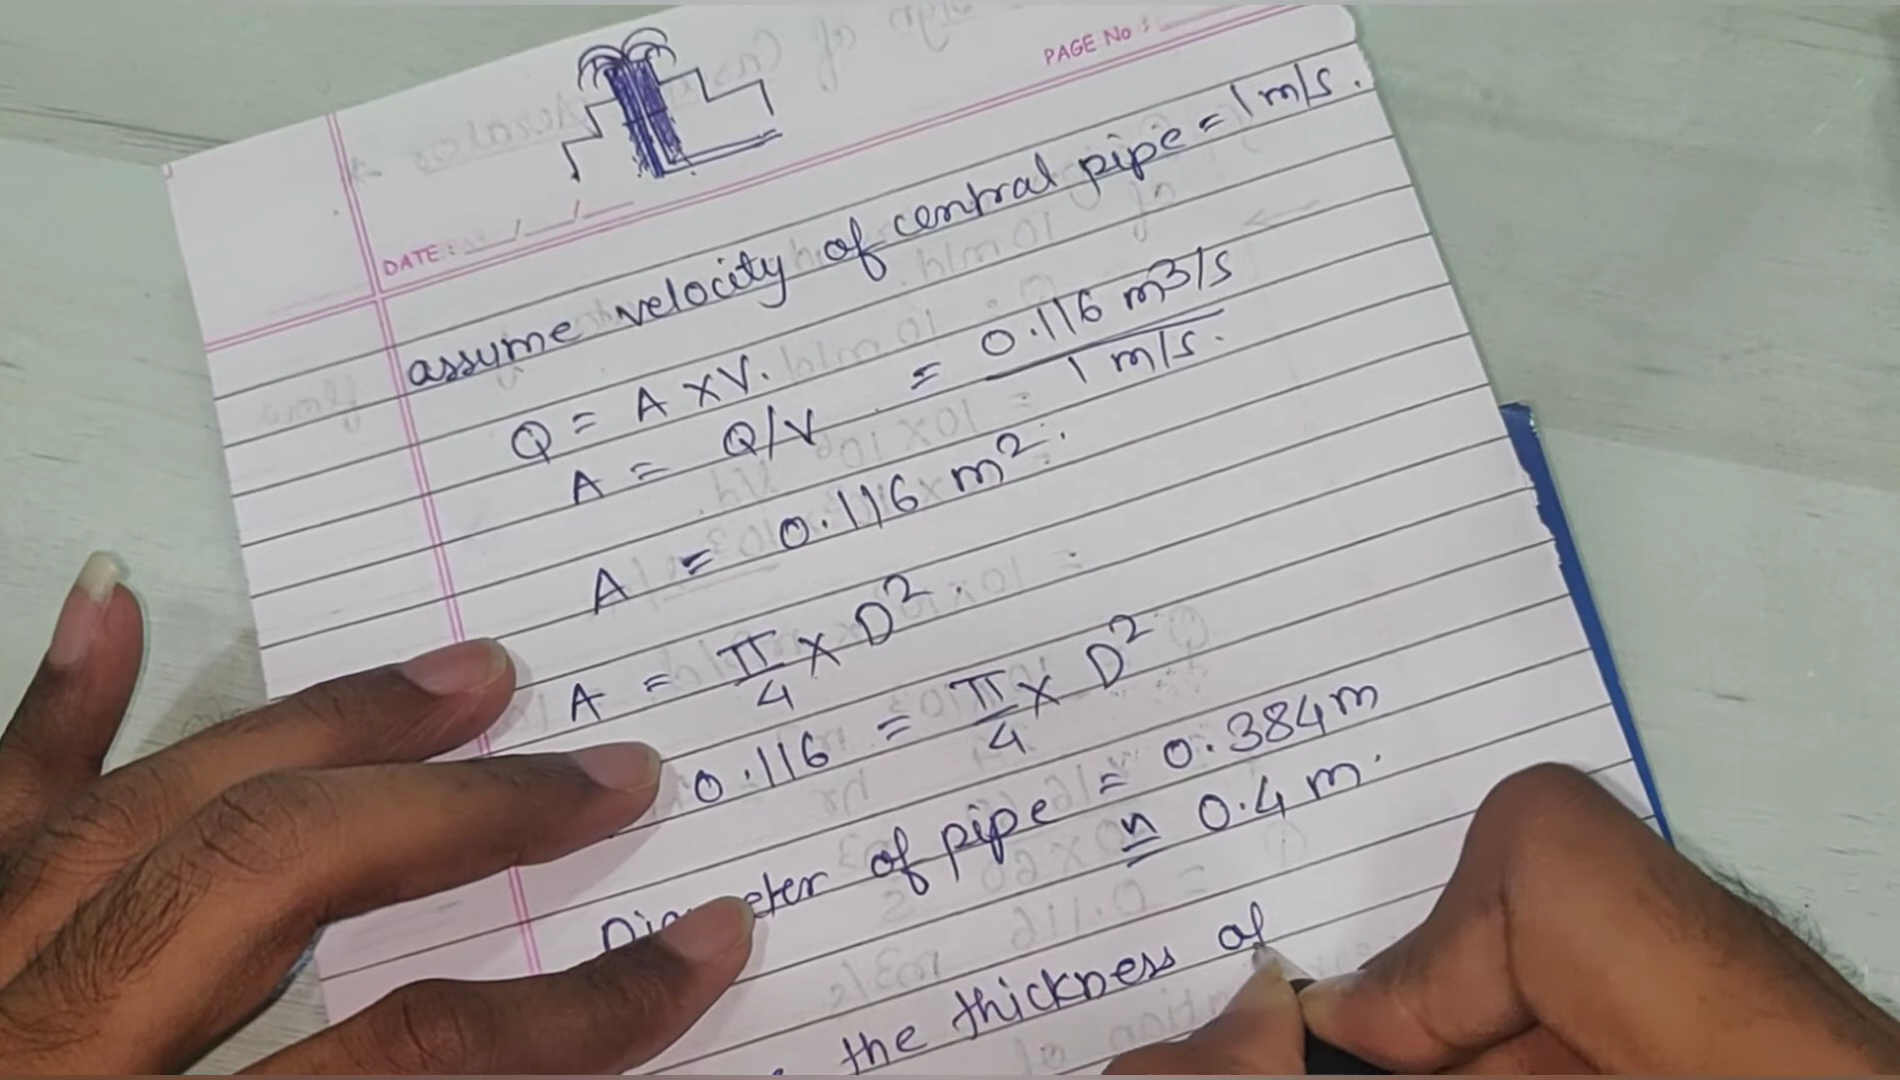 PAGE No :
DATE : / /
assume velocity of central pipe = 1 m/s.
Q = A x V.
A = Q/V = 0.116 m3/s / 1 m/s.
A = 0.116 m2.
A = π/4 x D2.
0.116 = π/4 x D2
of pipe = 0.384 m
≈ 0.4 m.
the thickness of